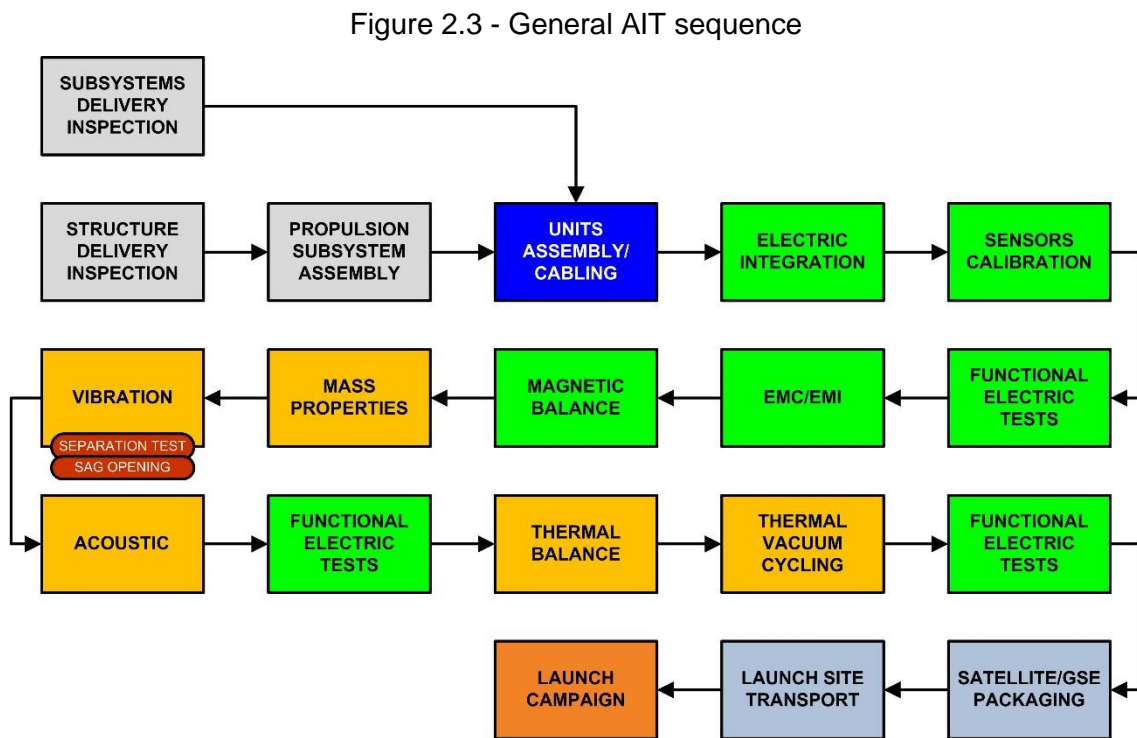 Figure 2.3 - General AIT sequence
SUBSYSTEMS
DELIVERY
INSPECTION
STRUCTURE
DELIVERY
INSPECTION
PROPULSION
SUBSYSTEM
ASSEMBLY
UNITS
ASSEMBLY/
CABLING
ELECTRIC
INTEGRATION
SENSORS
CALIBRATION
VIBRATION
SEPARATION TEST
SAG OPENING
MASS
PROPERTIES
MAGNETIC
BALANCE
EMC/EMI
FUNCTIONAL
ELECTRIC
TESTS
ACOUSTIC
FUNCTIONAL
ELECTRIC
TESTS
THERMAL
BALANCE
THERMAL
VACUUM
CYCLING
FUNCTIONAL
ELECTRIC
TESTS
LAUNCH
CAMPAIGN
LAUNCH SITE
TRANSPORT
SATELLITE/GSE
PACKAGING